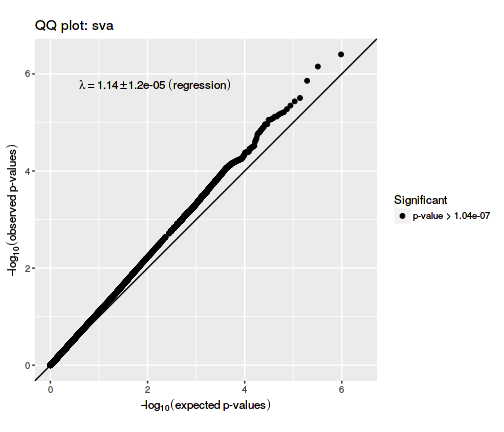 QQ plot: sva
λ = 1.14±1.2e-05 (regression)
6
4
2
0
0
2
4
6
-log10(observed p-values)
-log10(expected p-values)
Significant
p-value > 1.04e-07